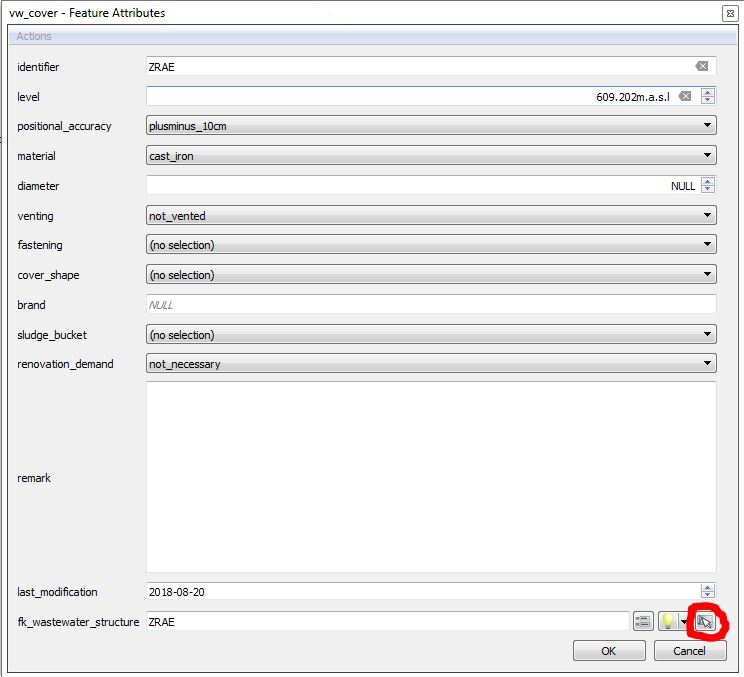 vw_cover - Feature Attributes
Actions
identifier ZRAE
level 609.202m.a.s.l
positional_accuracy plusminus_10cm
material cast_iron
diameter NULL
venting not_vented
fastening (no selection)
cover_shape (no selection)
brand NULL
sludge_bucket (no selection)
renovation_demand not_necessary
remark
last_modification 2018-08-20
fk_wastewater_structure ZRAE
OK Cancel